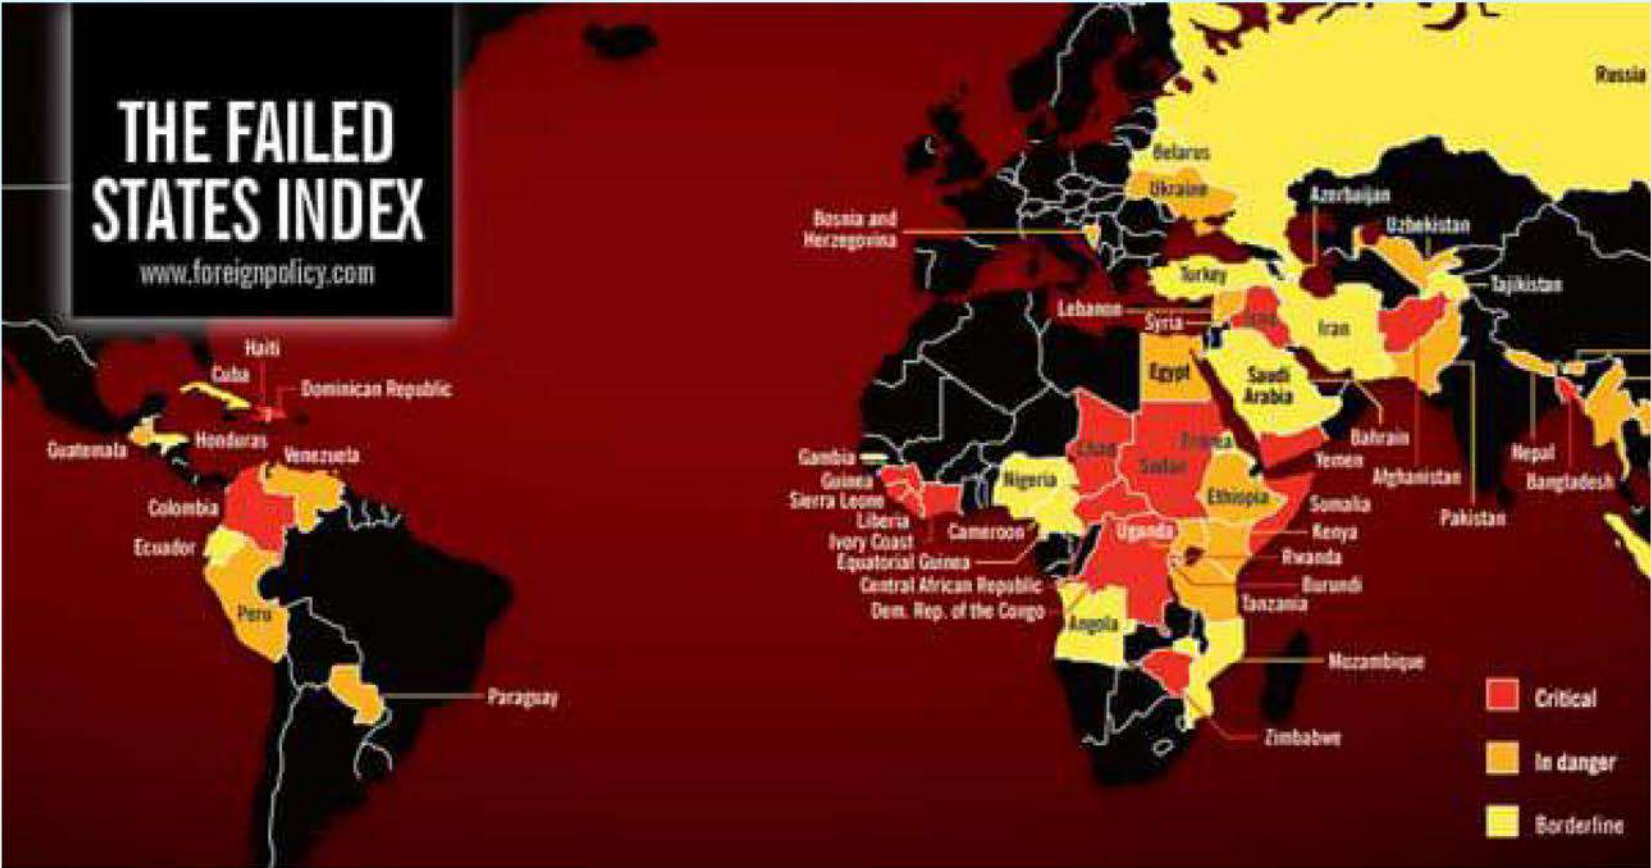 THE FAILED
STATES INDEX
www.foreignpolicy.com
Russia
Belarus
Ukraine
Azerbaijan
Bosnia and
Herzegovina
Uzbekistan
Turkey
Tajikistan
Lebanon
Syria
Iraq
Iran
Haiti
Cuba
Dominican Republic
Egypt
Saudi
Arabia
Guatemala
Honduras
Venezuela
Bahrain
Chad
Eritrea
Sudan
Yemen
Nepal
Gambia
Afghanistan
Bangladesh
Guinea
Nigeria
Ethiopia
Sierra Leone
Somalia
Colombia
Liberia
Pakistan
Cameroon
Uganda
Kenya
Ivory Coast
Ecuador
Equatorial Guinea
Rwanda
Central African Republic
Burundi
Dem. Rep. of the Congo
Tanzania
Peru
Angola
Mozambique
Paraguay
Critical
Zimbabwe
In danger
Borderline